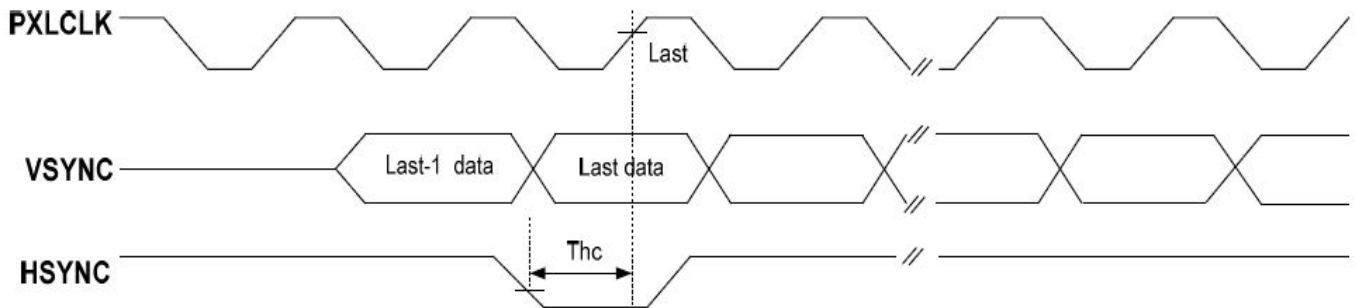 PXLCLK
Last
VSYNC
Last-1 data
Last data
Thc
HSYNC